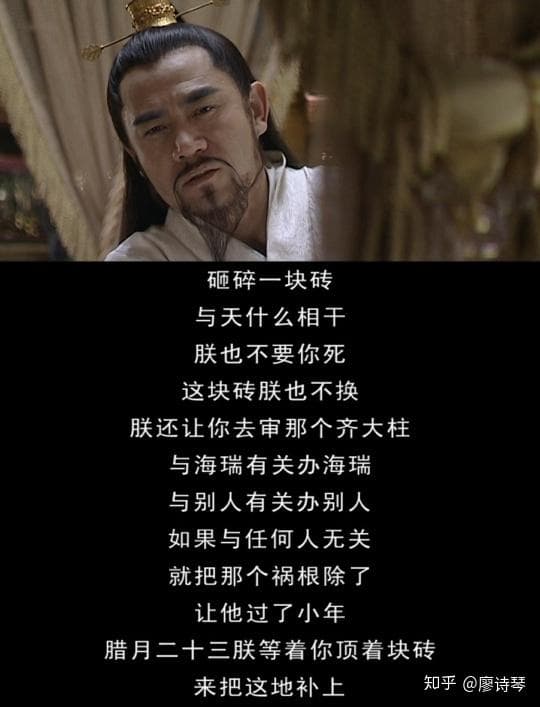 砸碎一块砖
与天什么相干
朕也不要你死
这块砖朕也不换
朕还让你去审那个齐大柱
与海瑞有关办海瑞
与别人有关办别人
如果与任何人无关
就把那个祸根除了
让他过了小年
腊月二十三朕等着你顶着块砖
来把这地补上
知乎 @廖诗琴